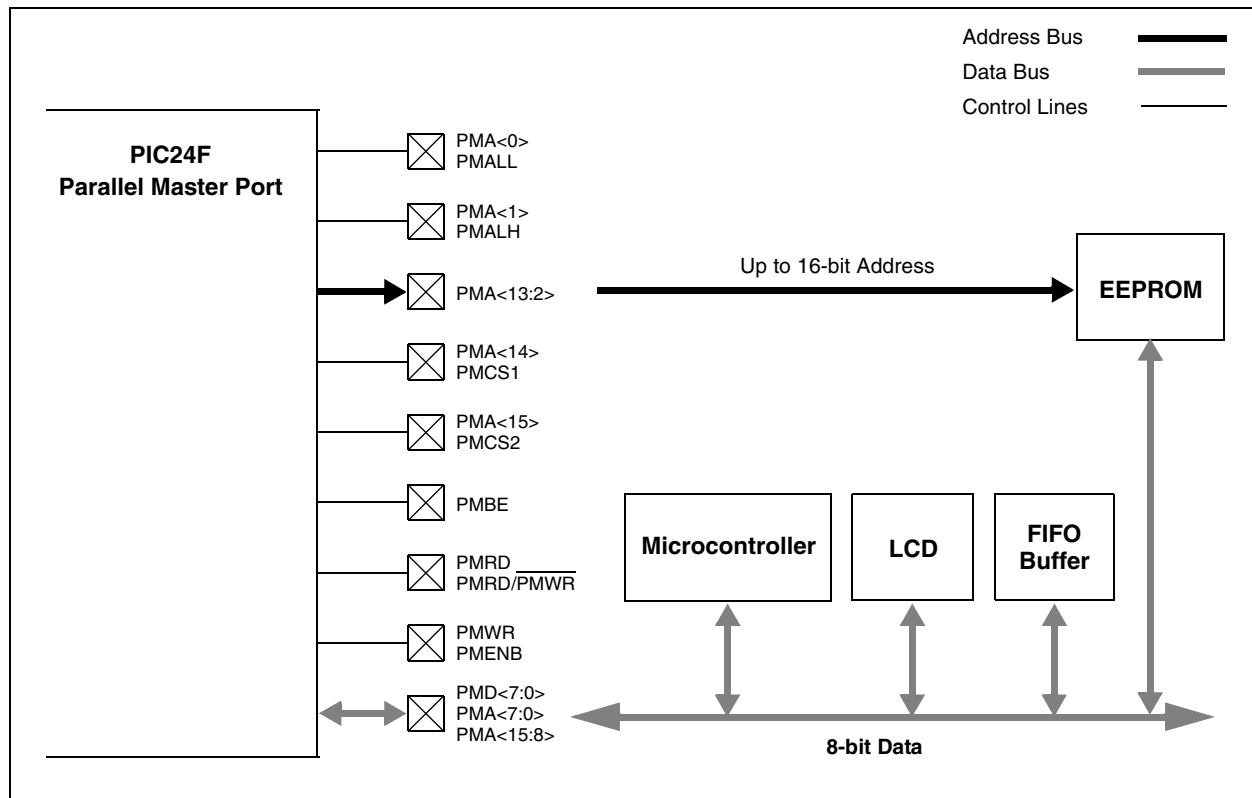 Address Bus
Data Bus
Control Lines
PIC24F
Parallel Master Port
PMA<0>
PMALL
PMA<1>
PMALH
PMA<13:2>
Up to 16-bit Address
EEPROM
PMA<14>
PMCS1
PMA<15>
PMCS2
PMBE
Microcontroller
LCD
FIFO
Buffer
PMRD
PMRD/PMWR
PMWR
PMENB
PMD<7:0>
PMA<7:0>
PMA<15:8>
8-bit Data